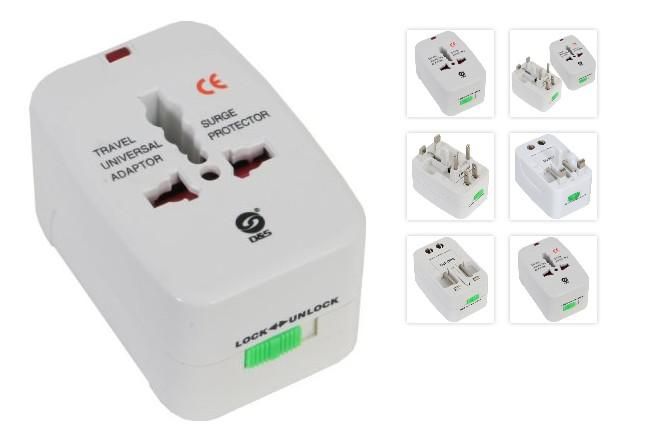 CE
TRAVEL
UNIVERSAL
ADAPTOR
SURGE
PROTECTOR
®
D&S
LOCK◀▶UNLOCK